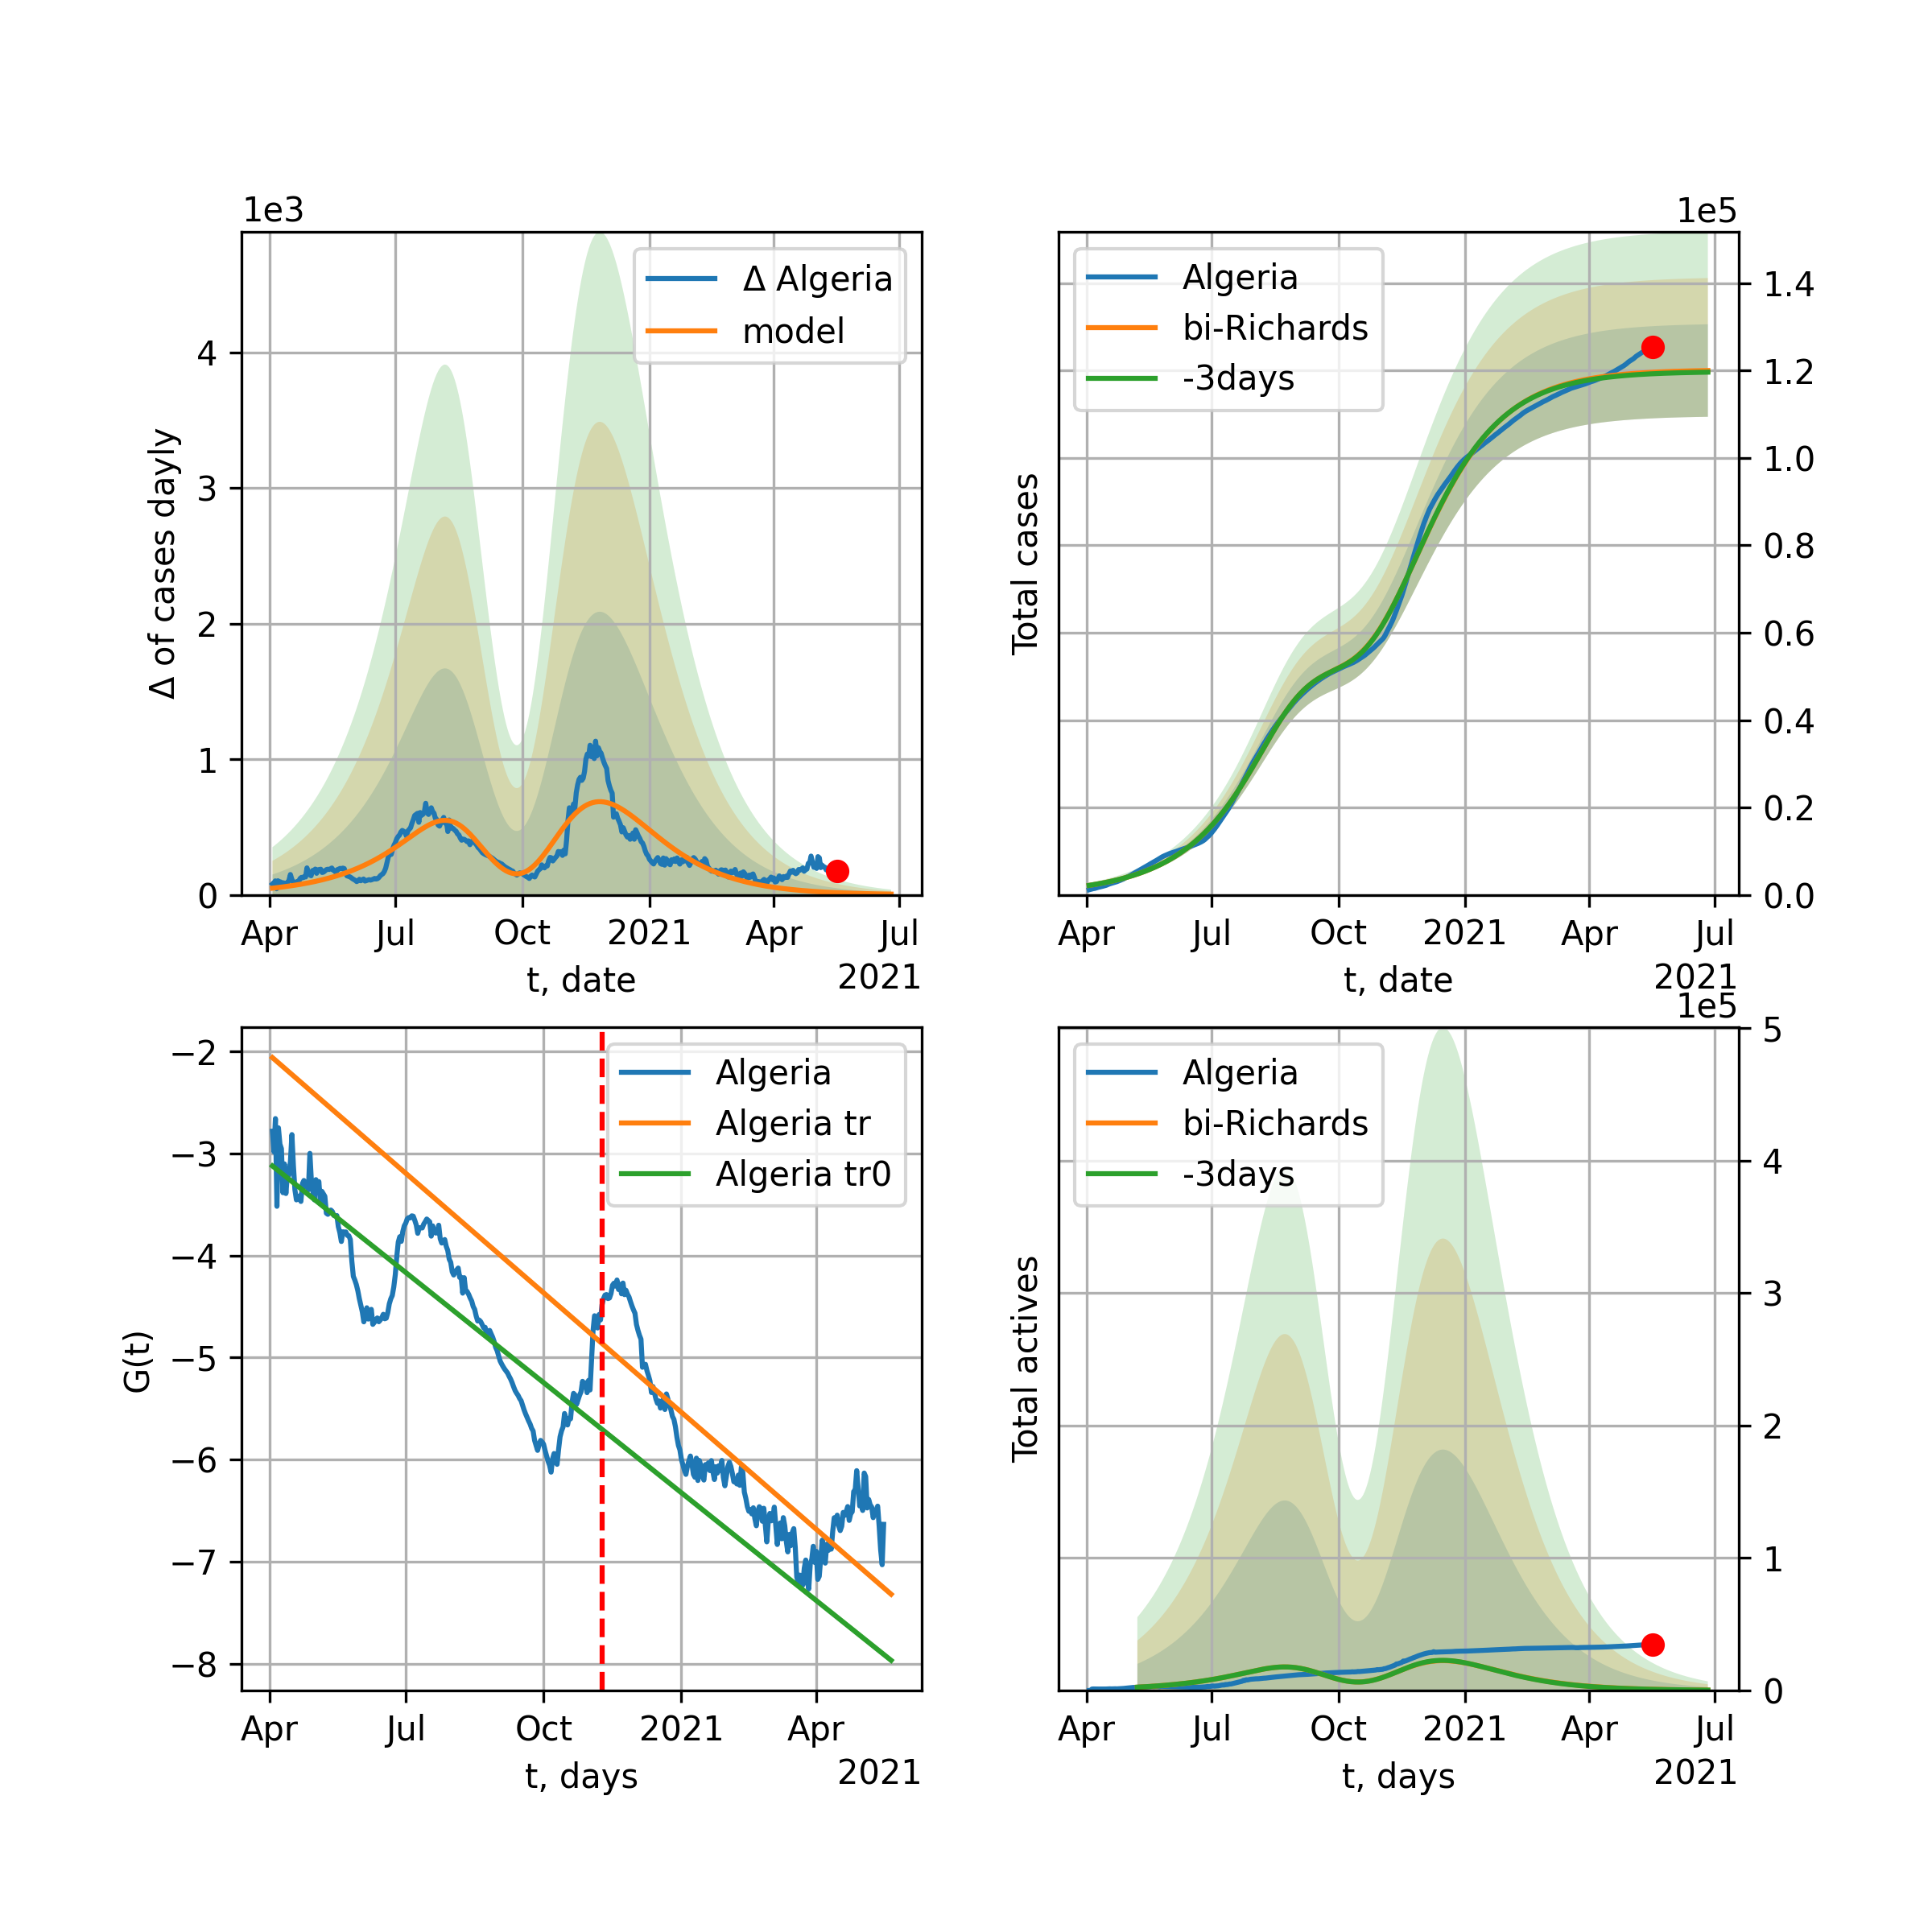 1e3
Δ of cases dayly
4
3
2
1
0
Δ Algeria
model
Apr Jul Oct 2021 Apr Jul
t, date
2021
1e5
Total cases
Algeria
bi-Richards
-3days
1.4
1.2
1.0
0.8
0.6
0.4
0.2
0.0
Apr Jul Oct 2021 Apr Jul
t, date
2021
G(t)
−2
−3
−4
−5
−6
−7
−8
Algeria
Algeria tr
Algeria tr0
Apr Jul Oct 2021 Apr
t, days
2021
1e5
Total actives
Algeria
bi-Richards
-3days
5
4
3
2
1
0
Apr Jul Oct 2021 Apr Jul
t, days
2021